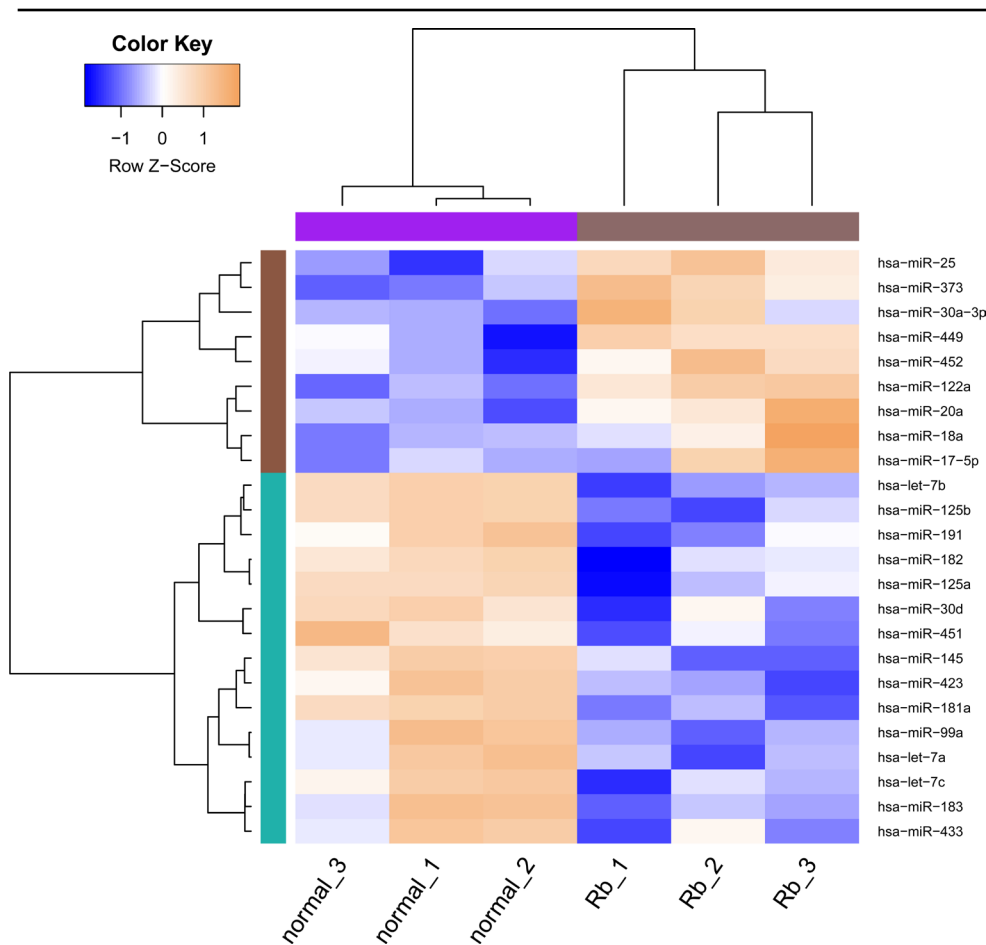 Color Key
−1 0 1
Row Z−Score
hsa−miR−25
hsa−miR−373
hsa−miR−30a−3p
hsa−miR−449
hsa−miR−452
hsa−miR−122a
hsa−miR−20a
hsa−miR−18a
hsa−miR−17−5p
hsa−let−7b
hsa−miR−125b
hsa−miR−191
hsa−miR−182
hsa−miR−125a
hsa−miR−30d
hsa−miR−451
hsa−miR−145
hsa−miR−423
hsa−miR−181a
hsa−miR−99a
hsa−let−7a
hsa−let−7c
hsa−miR−183
hsa−miR−433
normal_3 normal_1 normal_2 Rb_1 Rb_2 Rb_3